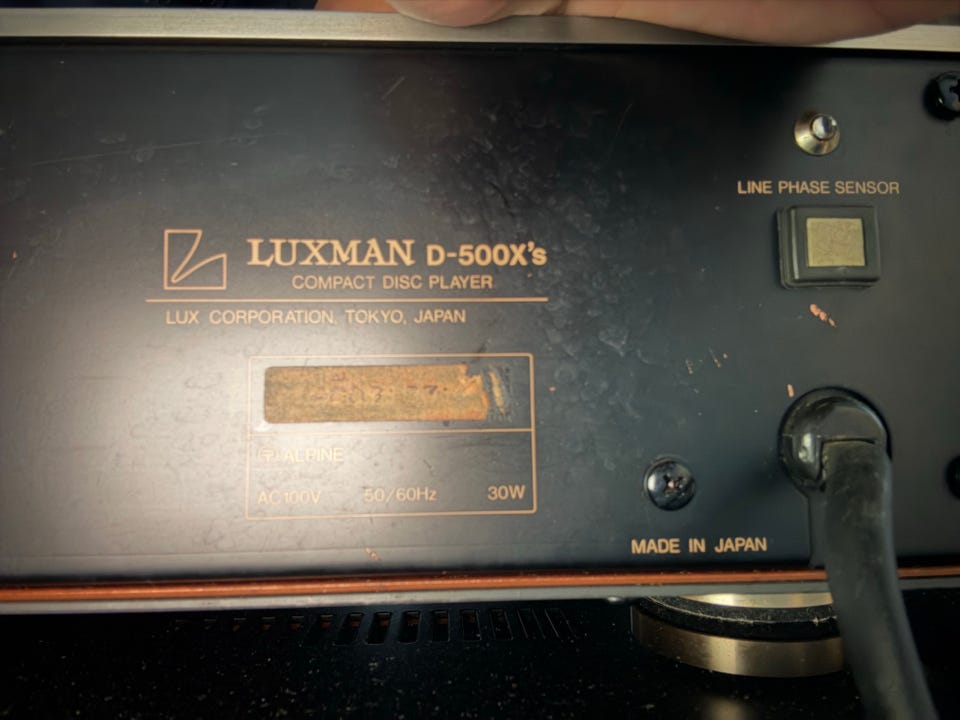 LINE PHASE SENSOR
LUXMAN D-500X's
COMPACT DISC PLAYER
LUX CORPORATION, TOKYO, JAPAN
ALPINE
AC100V 50/60Hz 30W
MADE IN JAPAN